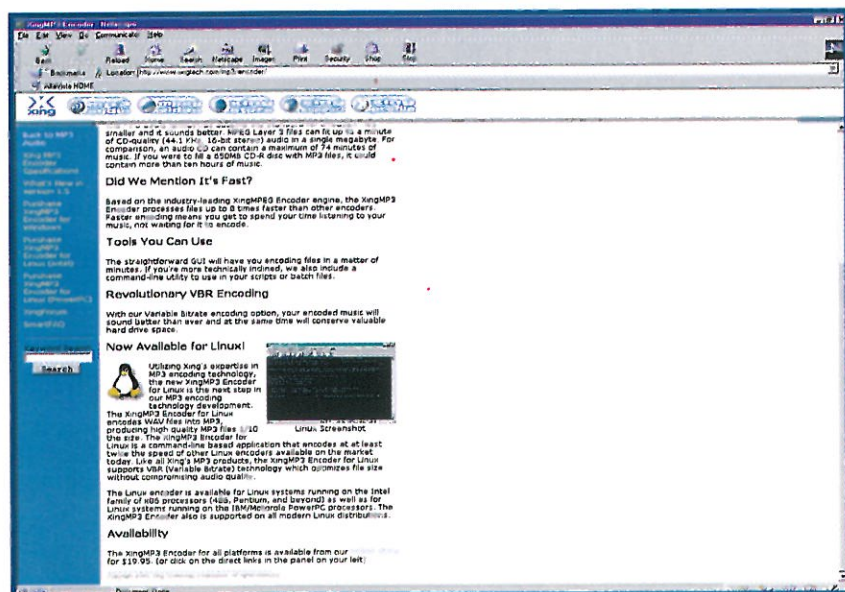 XingMP3 Encoder - Netscape
File Edit View Go Communicator Help
Back Reload Home Search Netscape Images Print Security Shop Stop
Bookmarks Location: http://www.xingtech.com/mp3/encoder/
AltaVista HOME
xing
Back to MP3
Audio
Xing MP3
Encoder
Specifications
What's New in
version 1.5
Purchase
XingMP3
Encoder for
Windows
Purchase
XingMP3
Encoder for
Linux (Intel)
Purchase
XingMP3
Encoder for
Linux (PowerPC)
XingForum
SmartFAQ
Keyword Search
Search
smaller and it sounds better. MPEG Layer 3 files can fit up to a minute
of CD-quality (44.1 KHz, 16-bit stereo) audio in a single megabyte. For
comparison, an audio CD can contain a maximum of 74 minutes of
music. If you were to fill a 650MB CD-R disc with MP3 files, it could
contain more than ten hours of music.
Did We Mention It's Fast?
Based on the industry-leading XingMPEG Encoder engine, the XingMP3
Encoder processes files up to 8 times faster than other encoders.
Faster encoding means you get to spend your time listening to your
music, not waiting for it to encode.
Tools You Can Use
The straightforward GUI will have you encoding files in a matter of
minutes. If you're more technically inclined, we also include a
command-line utility to use in your scripts or batch files.
Revolutionary VBR Encoding
With our Variable Bitrate encoding option, your encoded music will
sound better than ever and at the same time will conserve valuable
hard drive space.
Now Available for Linux!
Utilizing Xing's expertise in
MP3 encoding technology,
the new XingMP3 Encoder
for Linux is the next step in
our MP3 encoding
technology development.
The XingMP3 Encoder for Linux
encodes WAV files into MP3,
producing high quality MP3 files 1/10
the size. The XingMP3 Encoder for
Linux is a command-line based application that encodes at at least
twice the speed of other Linux encoders available on the market
today. Like all Xing's MP3 products, the XingMP3 Encoder for Linux
supports VBR (Variable Bitrate) technology which optimizes file size
without compromising audio quality.
Linux Screenshot
The Linux encoder is available for Linux systems running on the Intel
family of x86 processors (486, Pentium, and beyond) as well as for
Linux systems running on the IBM/Motorola PowerPC processors. The
XingMP3 Encoder also is supported on all modern Linux distributions.
Availability
The XingMP3 Encoder for all platforms is available from our
for $19.95. (or click on the direct links in the panel on your left)
Document: Done